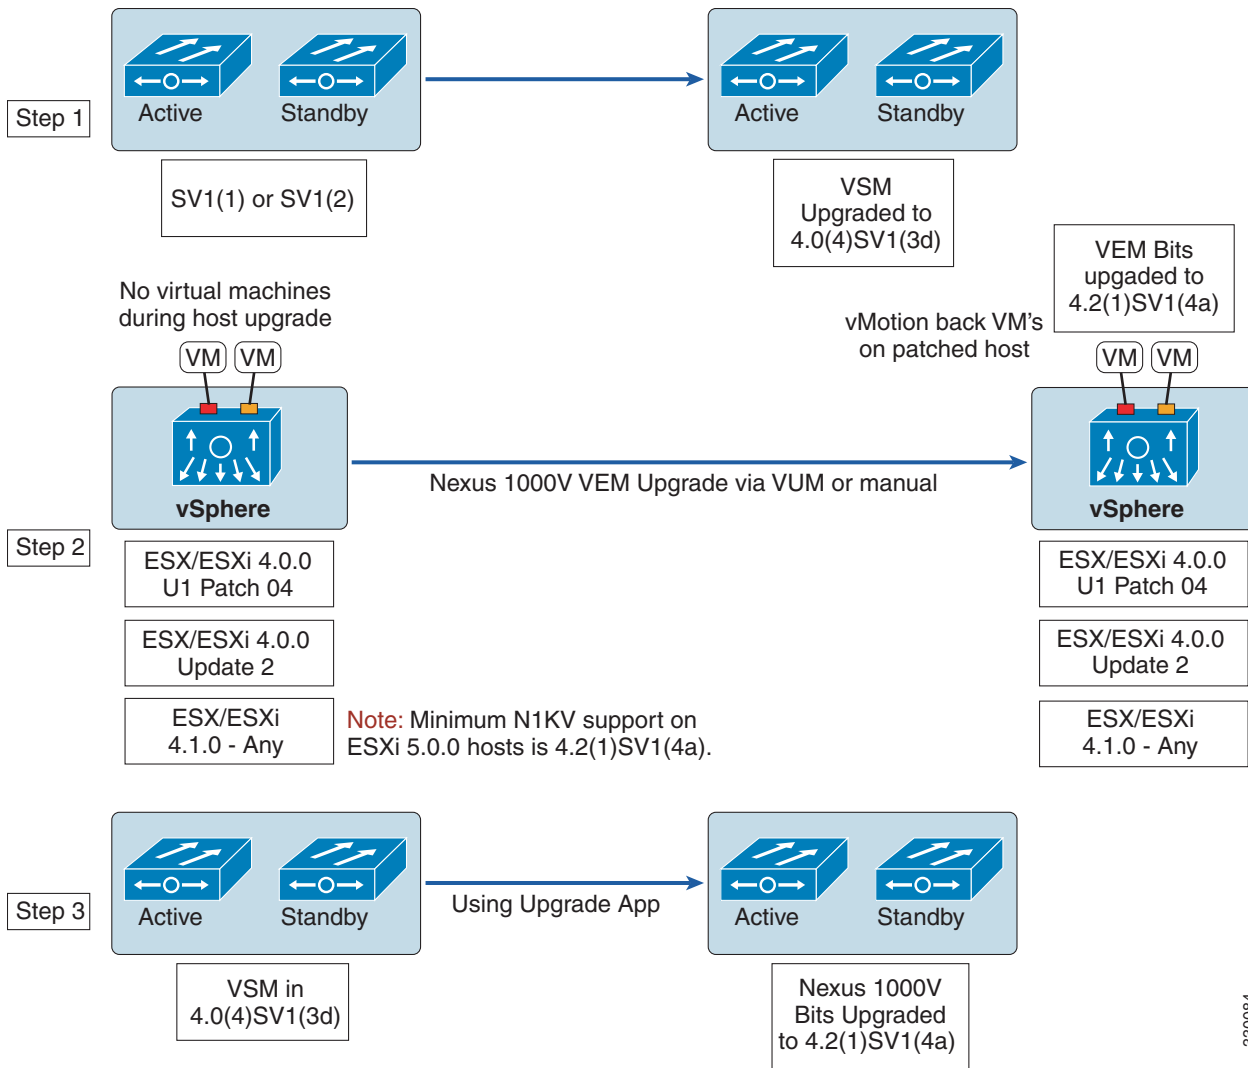 Active
Standby
Active
Standby
Step 1
SV1(1) or SV1(2)
VSM
Upgraded to
4.0(4)SV1(3d)
VEM Bits
upgaded to
4.2(1)SV1(4a)
No virtual machines
during host upgrade
vMotion back VM's
on patched host
VM
VM
VM
VM
Nexus 1000V VEM Upgrade via VUM or manual
vSphere
vSphere
Step 2
ESX/ESXi 4.0.0
U1 Patch 04
ESX/ESXi 4.0.0
U1 Patch 04
ESX/ESXi 4.0.0
Update 2
ESX/ESXi 4.0.0
Update 2
ESX/ESXi
4.1.0 - Any
Note: Minimum N1KV support on
ESXi 5.0.0 hosts is 4.2(1)SV1(4a).
ESX/ESXi
4.1.0 - Any
Using Upgrade App
Active
Standby
Active
Standby
Step 3
VSM in
4.0(4)SV1(3d)
Nexus 1000V
Bits Upgraded
to 4.2(1)SV1(4a)